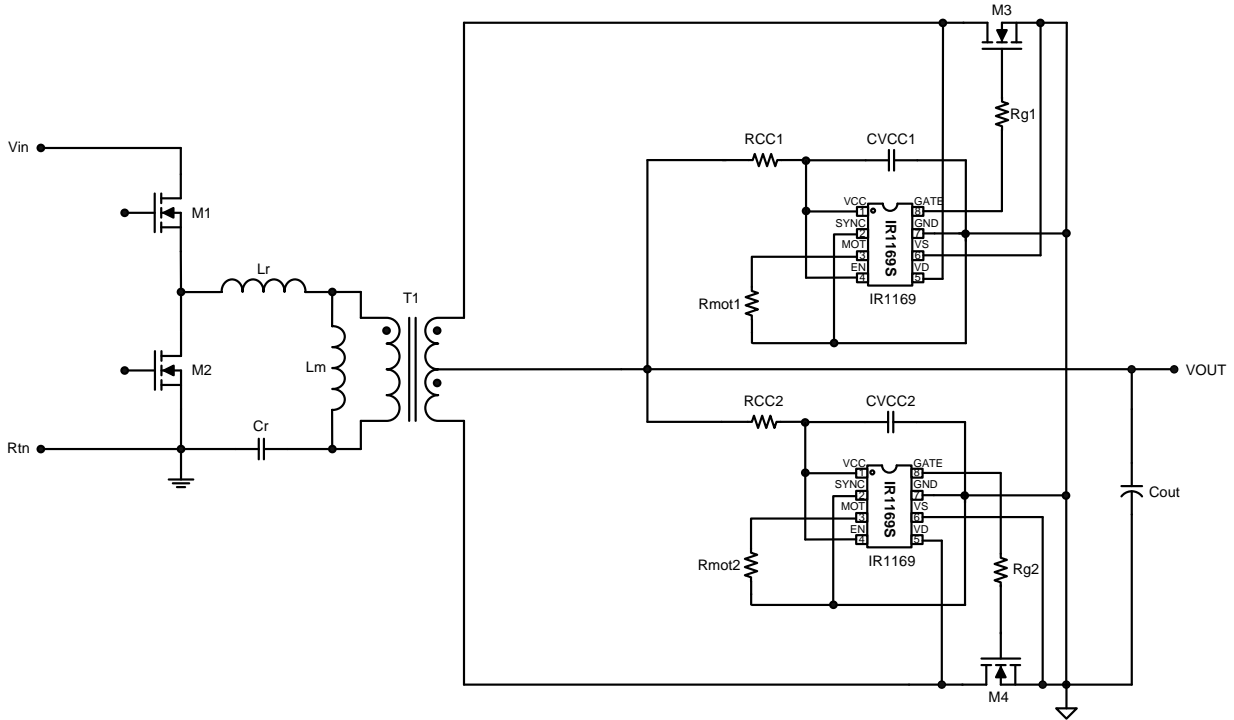 M3
Rg1
Vin
RCC1
CVCC1
M1
VCC
1
SYNC
2
MOT
3
EN
4
IR1169S
GATE
8
GND
7
VS
6
VD
5
IR1169
Rmot1
Lr
T1
Lm
M2
VOUT
RCC2
CVCC2
Cr
Rtn
VCC
1
SYNC
2
MOT
3
EN
4
IR1169S
GATE
8
GND
7
VS
6
VD
5
IR1169
Rmot2
Rg2
Cout
M4